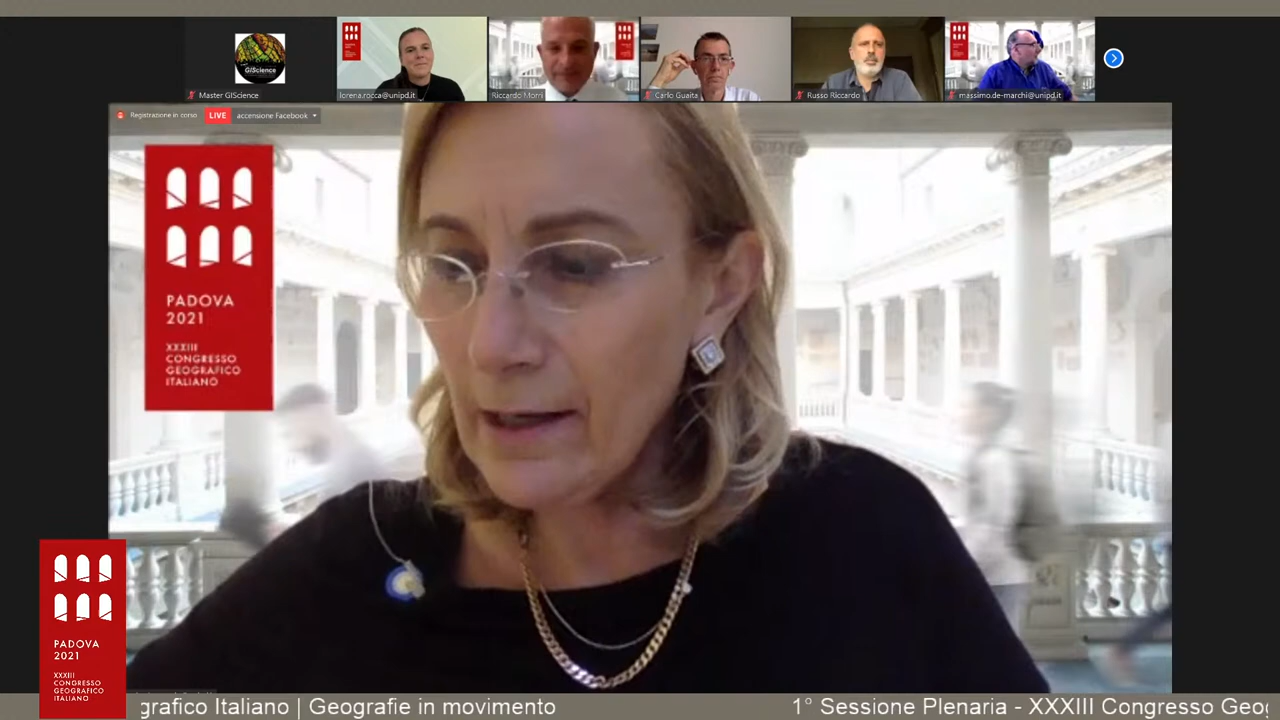 GIScience
Master GIScience
lorena.rocca@unipd.it
Riccardo Morri
Carlo Guaita
Russo Riccardo
massimo.de-marchi@unipd.it
Registrazione in corso
LIVE
accensione Facebook
PADOVA
2021
XXXIII
CONGRESSO
GEOGRAFICO
ITALIANO
PADOVA
2021
XXXIII
CONGRESSO
GEOGRAFICO
ITALIANO
grafico Italiano | Geografie in movimento
1° Sessione Plenaria - XXXIII Congresso Geog